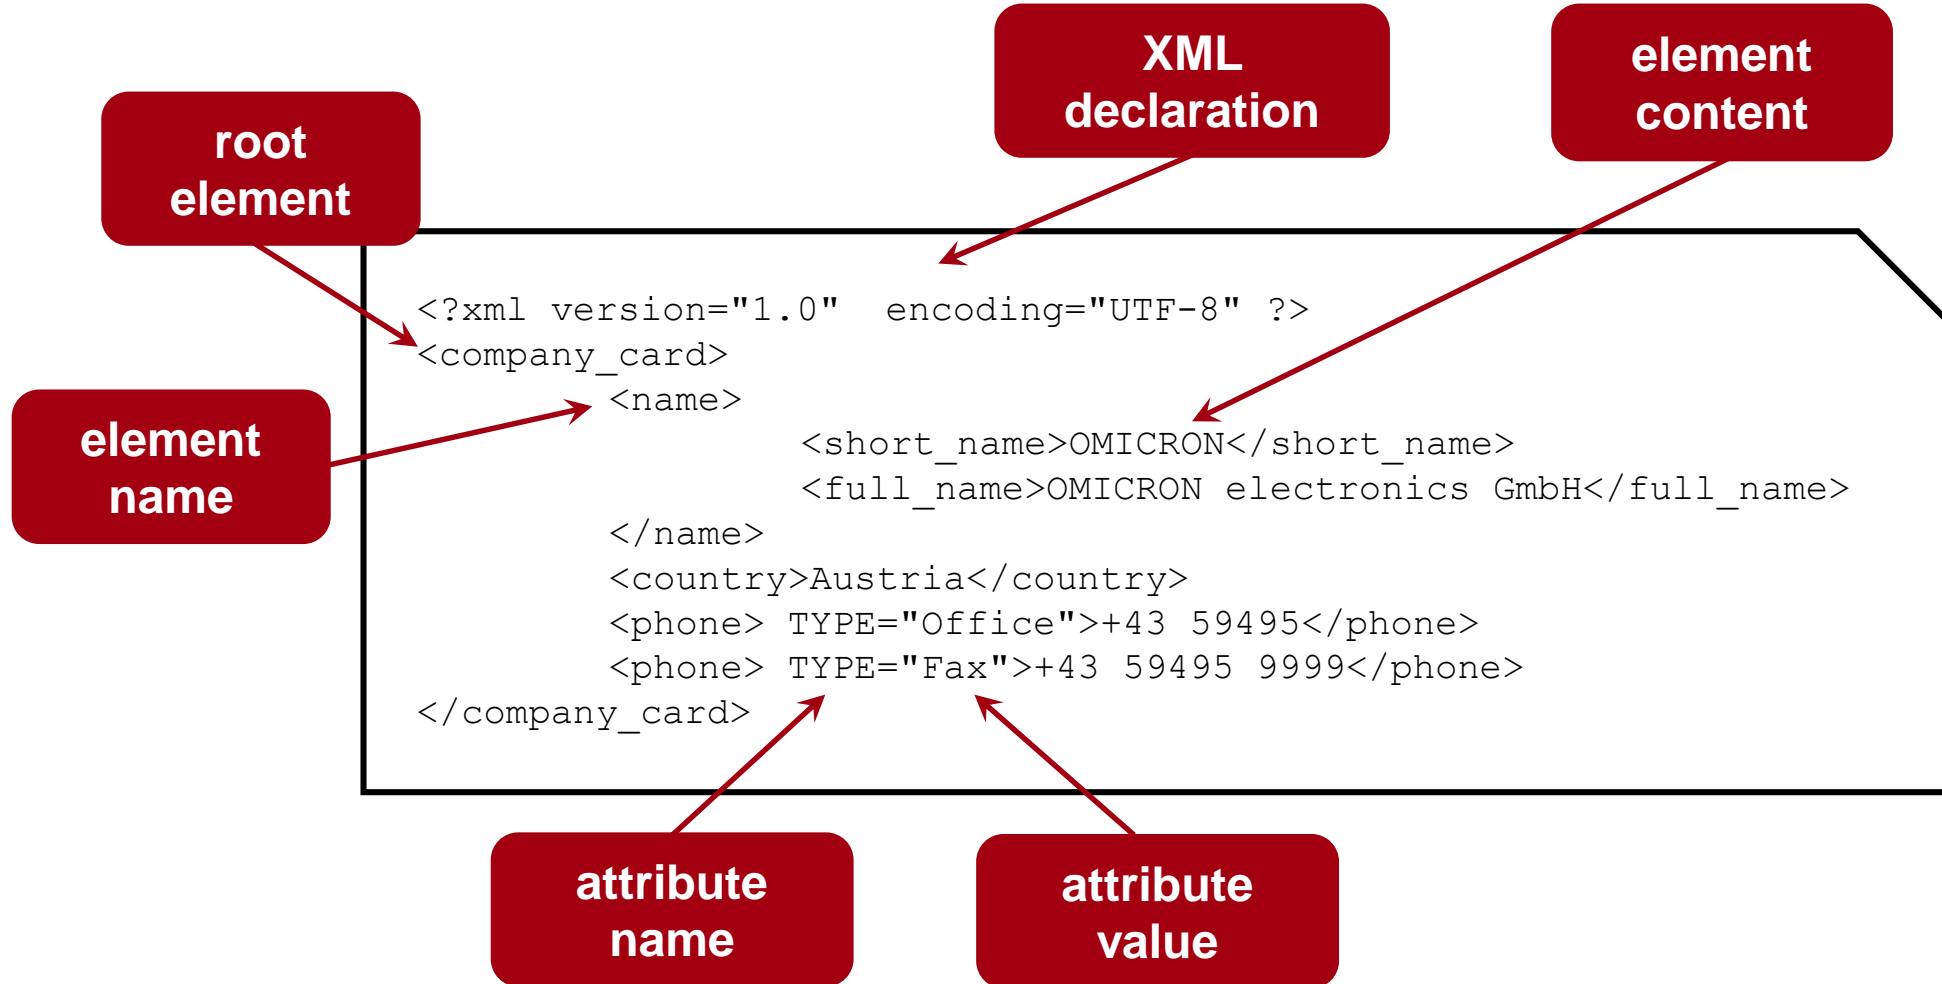 XML
declaration
element
content
root
element
<?xml version="1.0"  encoding="UTF-8" ?>
<company_card>
<name>
element
name
<short_name>OMICRON</short_name>
<full_name>OMICRON electronics GmbH</full_name>
</name>
<country>Austria</country>
<phone> TYPE="Office">+43 59495</phone>
<phone> TYPE="Fax">+43 59495 9999</phone>
</company_card>
attribute
name
attribute
value